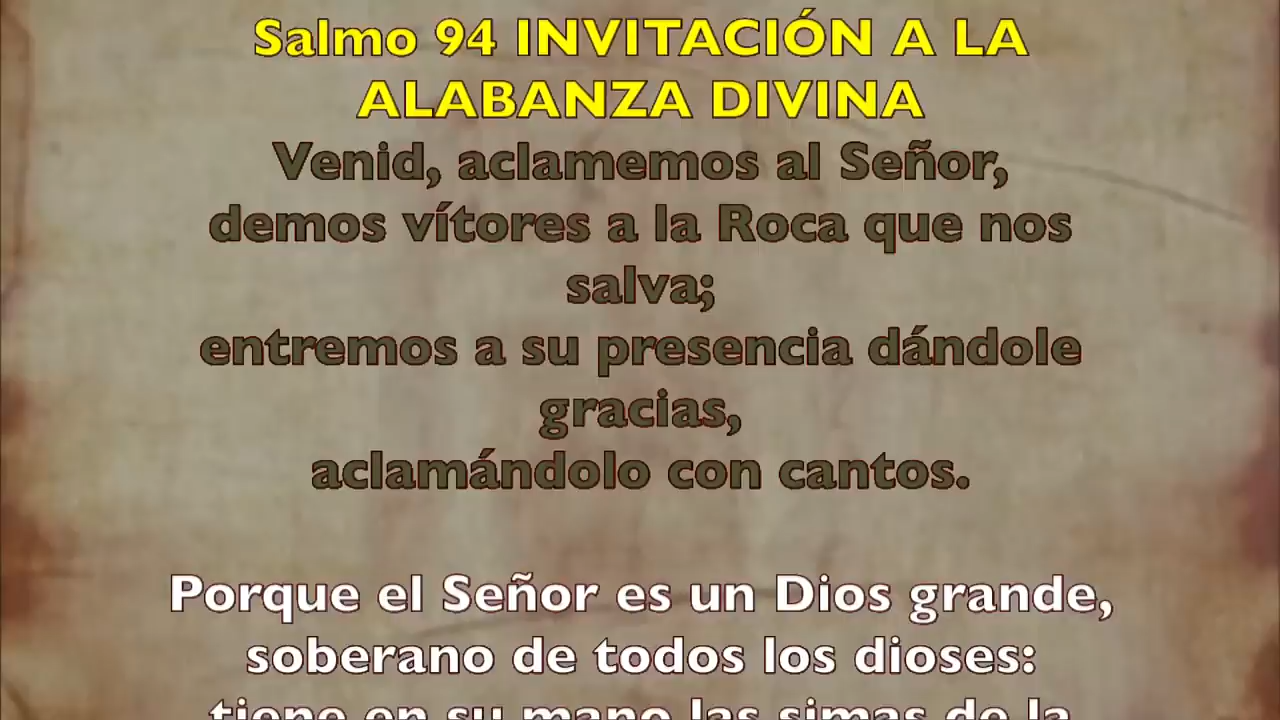 Salmo 94 INVITACIÓN A LA
ALABANZA DIVINA
Venid, aclamemos al Señor,
demos vítores a la Roca que nos
salva;
entremos a su presencia dándole
gracias,
aclamándolo con cantos.
Porque el Señor es un Dios grande,
soberano de todos los dioses:
tiene en su mano las simas de la